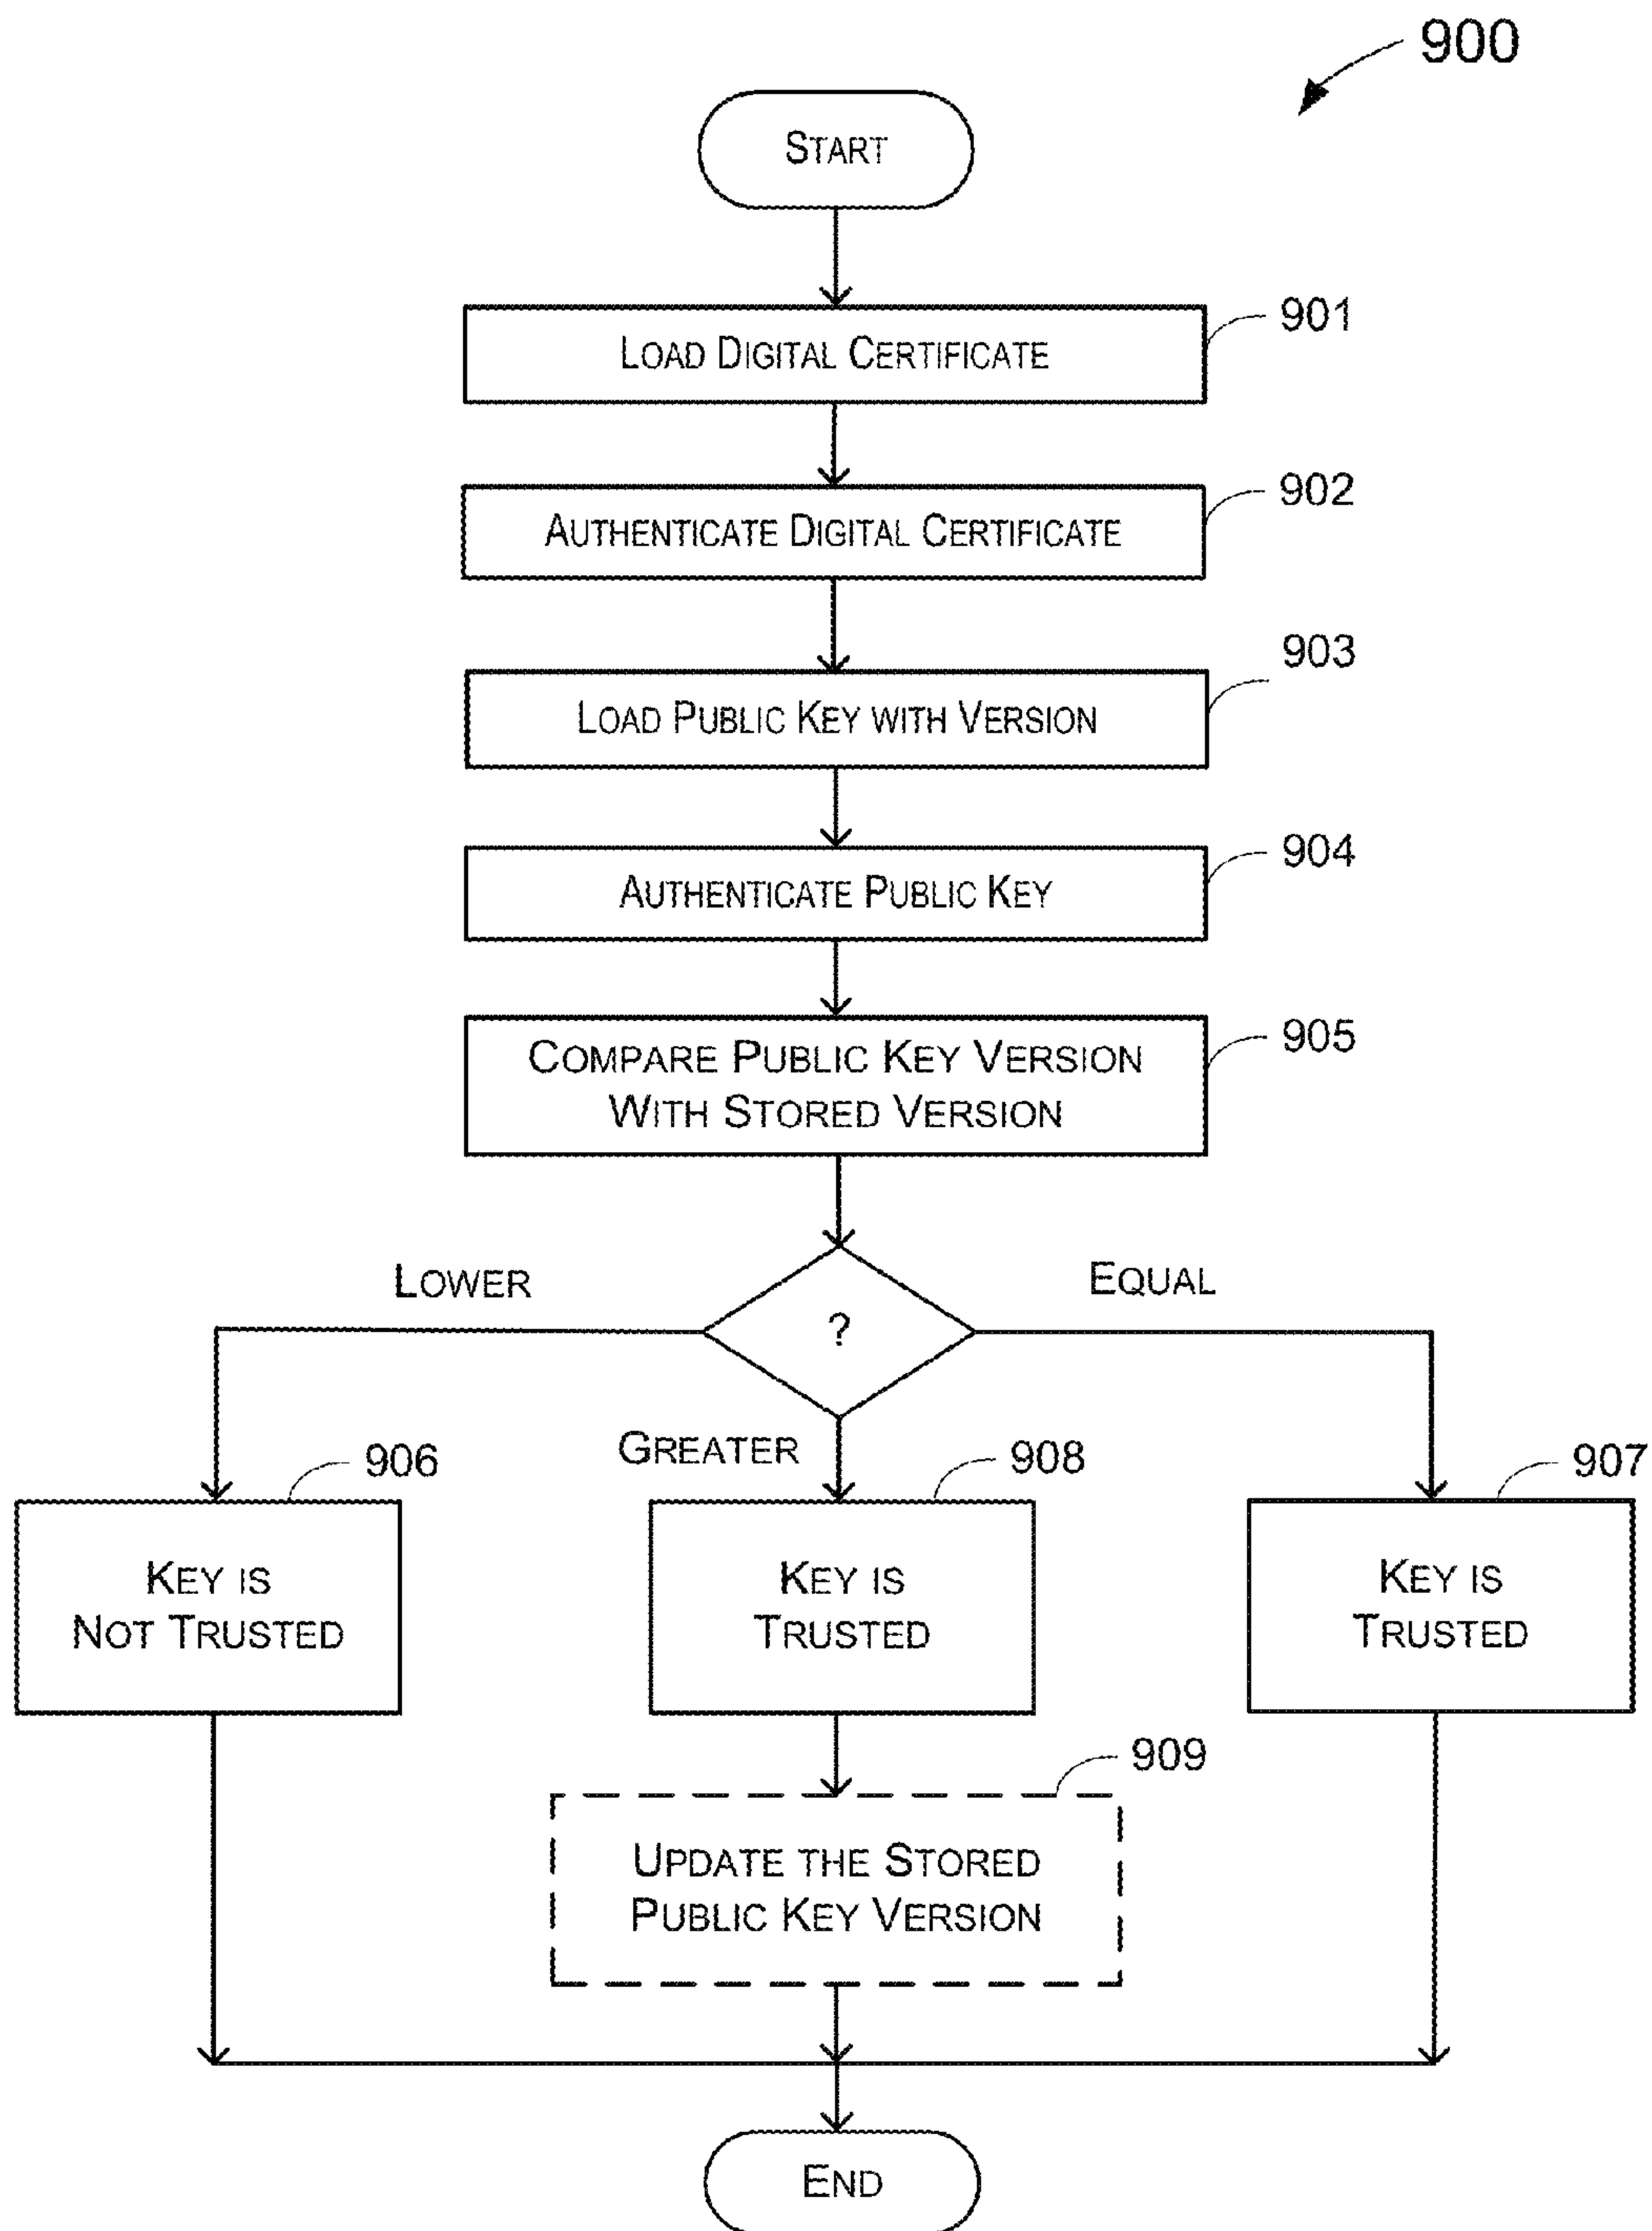 900
START
901
LOAD DIGITAL CERTIFICATE
902
AUTHENTICATE DIGITAL CERTIFICATE
903
LOAD PUBLIC KEY WITH VERSION
904
AUTHENTICATE PUBLIC KEY
905
COMPARE PUBLIC KEY VERSION
WITH STORED VERSION
LOWER
EQUAL
?
GREATER
906
908
907
KEY IS
NOT TRUSTED
KEY IS
TRUSTED
KEY IS
TRUSTED
909
UPDATE THE STORED
PUBLIC KEY VERSION
END